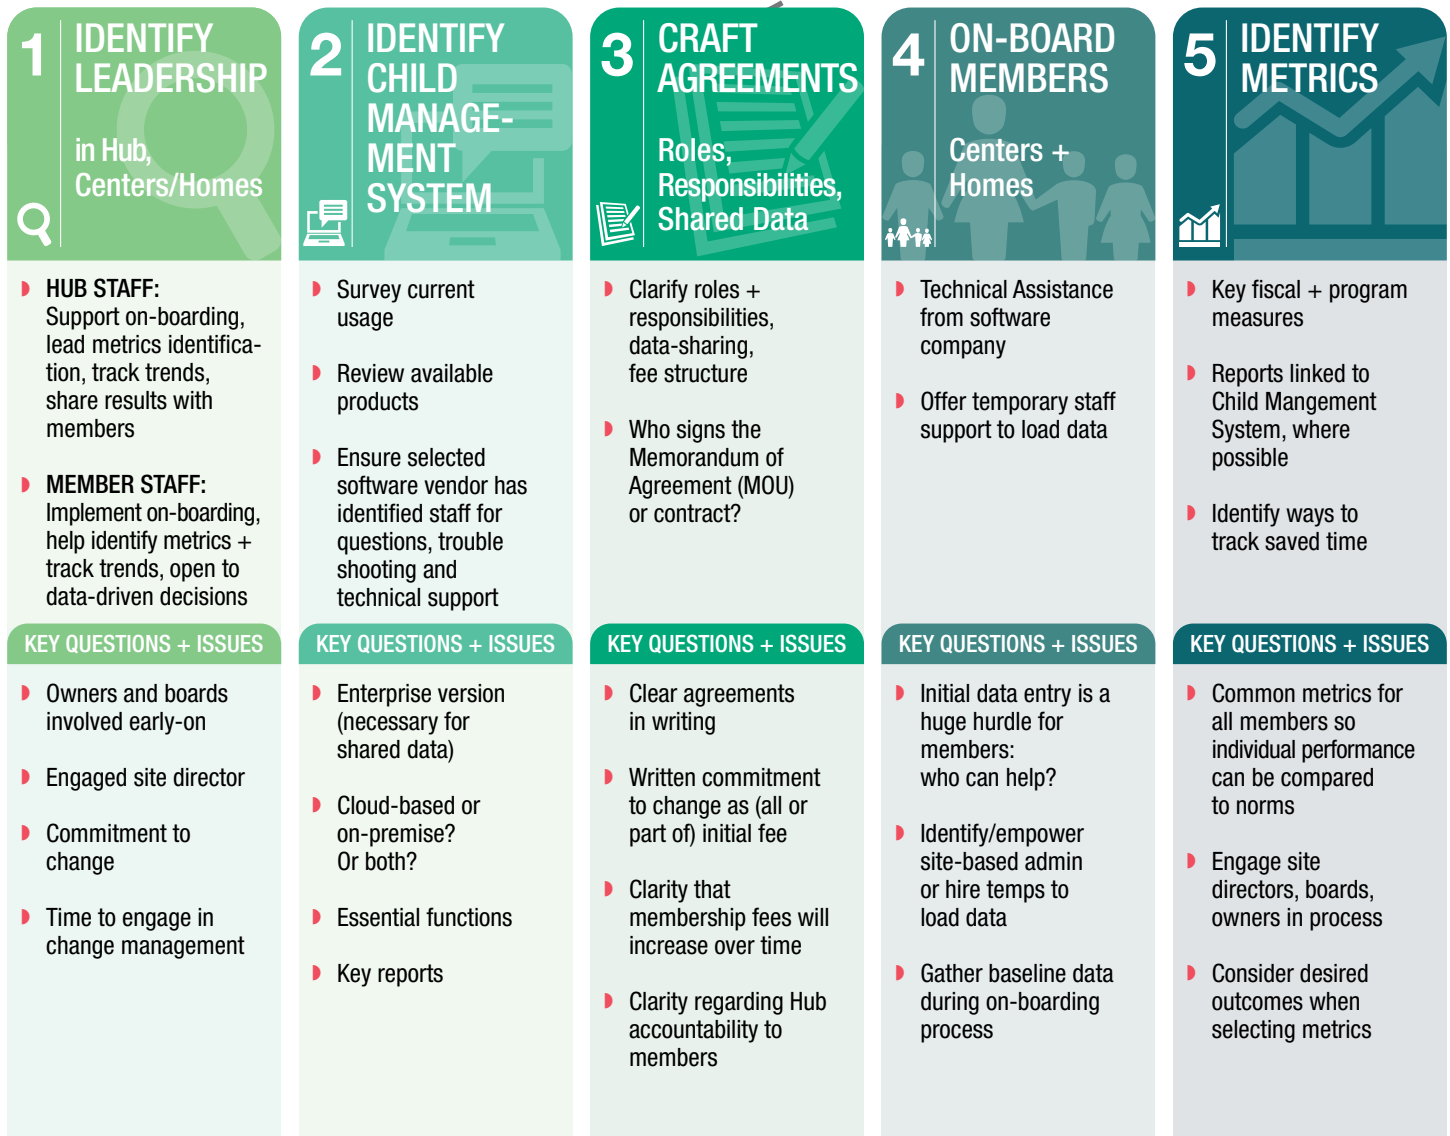 1
IDENTIFY
LEADERSHIP
in Hub,
Centers/Homes
HUB STAFF:
Support on-boarding,
lead metrics identifica-
tion, track trends,
share results with
members
MEMBER STAFF:
Implement on-boarding,
help identify metrics +
track trends, open to
data-driven decisions
KEY QUESTIONS + ISSUES
Owners and boards
involved early-on
Engaged site director
Commitment to
change
Time to engage in
change management
2
IDENTIFY
CHILD
MANAGE-
MENT
SYSTEM
Survey current
usage
Review available
products
Ensure selected
software vendor has
identified staff for
questions, trouble
shooting and
technical support
KEY QUESTIONS + ISSUES
Enterprise version
(necessary for
shared data)
Cloud-based or
on-premise?
Or both?
Essential functions
Key reports
3
CRAFT
AGREEMENTS
Roles,
Responsibilities,
Shared Data
Clarify roles +
responsibilities,
data-sharing,
fee structure
Who signs the
Memorandum of
Agreement (MOU)
or contract?
KEY QUESTIONS + ISSUES
Clear agreements
in writing
Written commitment
to change as (all or
part of) initial fee
Clarity that
membership fees will
increase over time
Clarity regarding Hub
accountability to
members
4
ON-BOARD
MEMBERS
Centers +
Homes
Technical Assistance
from software
company
Offer temporary staff
support to load data
KEY QUESTIONS + ISSUES
Initial data entry is a
huge hurdle for
members:
who can help?
Identify/empower
site-based admin
or hire temps to
load data
Gather baseline data
during on-boarding
process
5
IDENTIFY
METRICS
Key fiscal + program
measures
Reports linked to
Child Mangement
System, where
possible
Identify ways to
track saved time
KEY QUESTIONS + ISSUES
Common metrics for
all members so
individual performance
can be compared
to norms
Engage site
directors, boards,
owners in process
Consider desired
outcomes when
selecting metrics